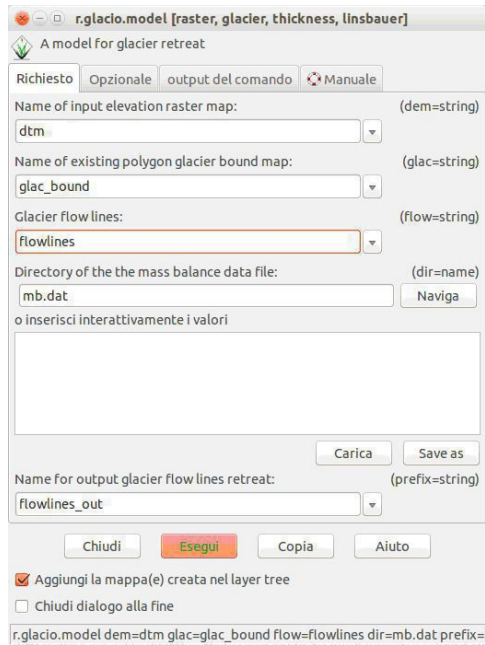 r.glacio.model [raster, glacier, thickness, linsbauer]
A model for glacier retreat
Richiesto Opzionale output del comando Manuale
Name of input elevation raster map: (dem=string)
dtm
Name of existing polygon glacier bound map: (glac=string)
glac_bound
Glacier flow lines: (flow=string)
flowlines
Directory of the the mass balance data file: (dir=name)
mb.dat Naviga
o inserisci interattivamente i valori
Carica Save as
Name for output glacier flow lines retreat: (prefix=string)
flowlines_out
Chiudi Esegui Copia Aiuto
Aggiungi la mappa(e) creata nel layer tree
Chiudi dialogo alla fine
r.glacio.model dem=dtm glac=glac_bound flow=flowlines dir=mb.dat prefix=